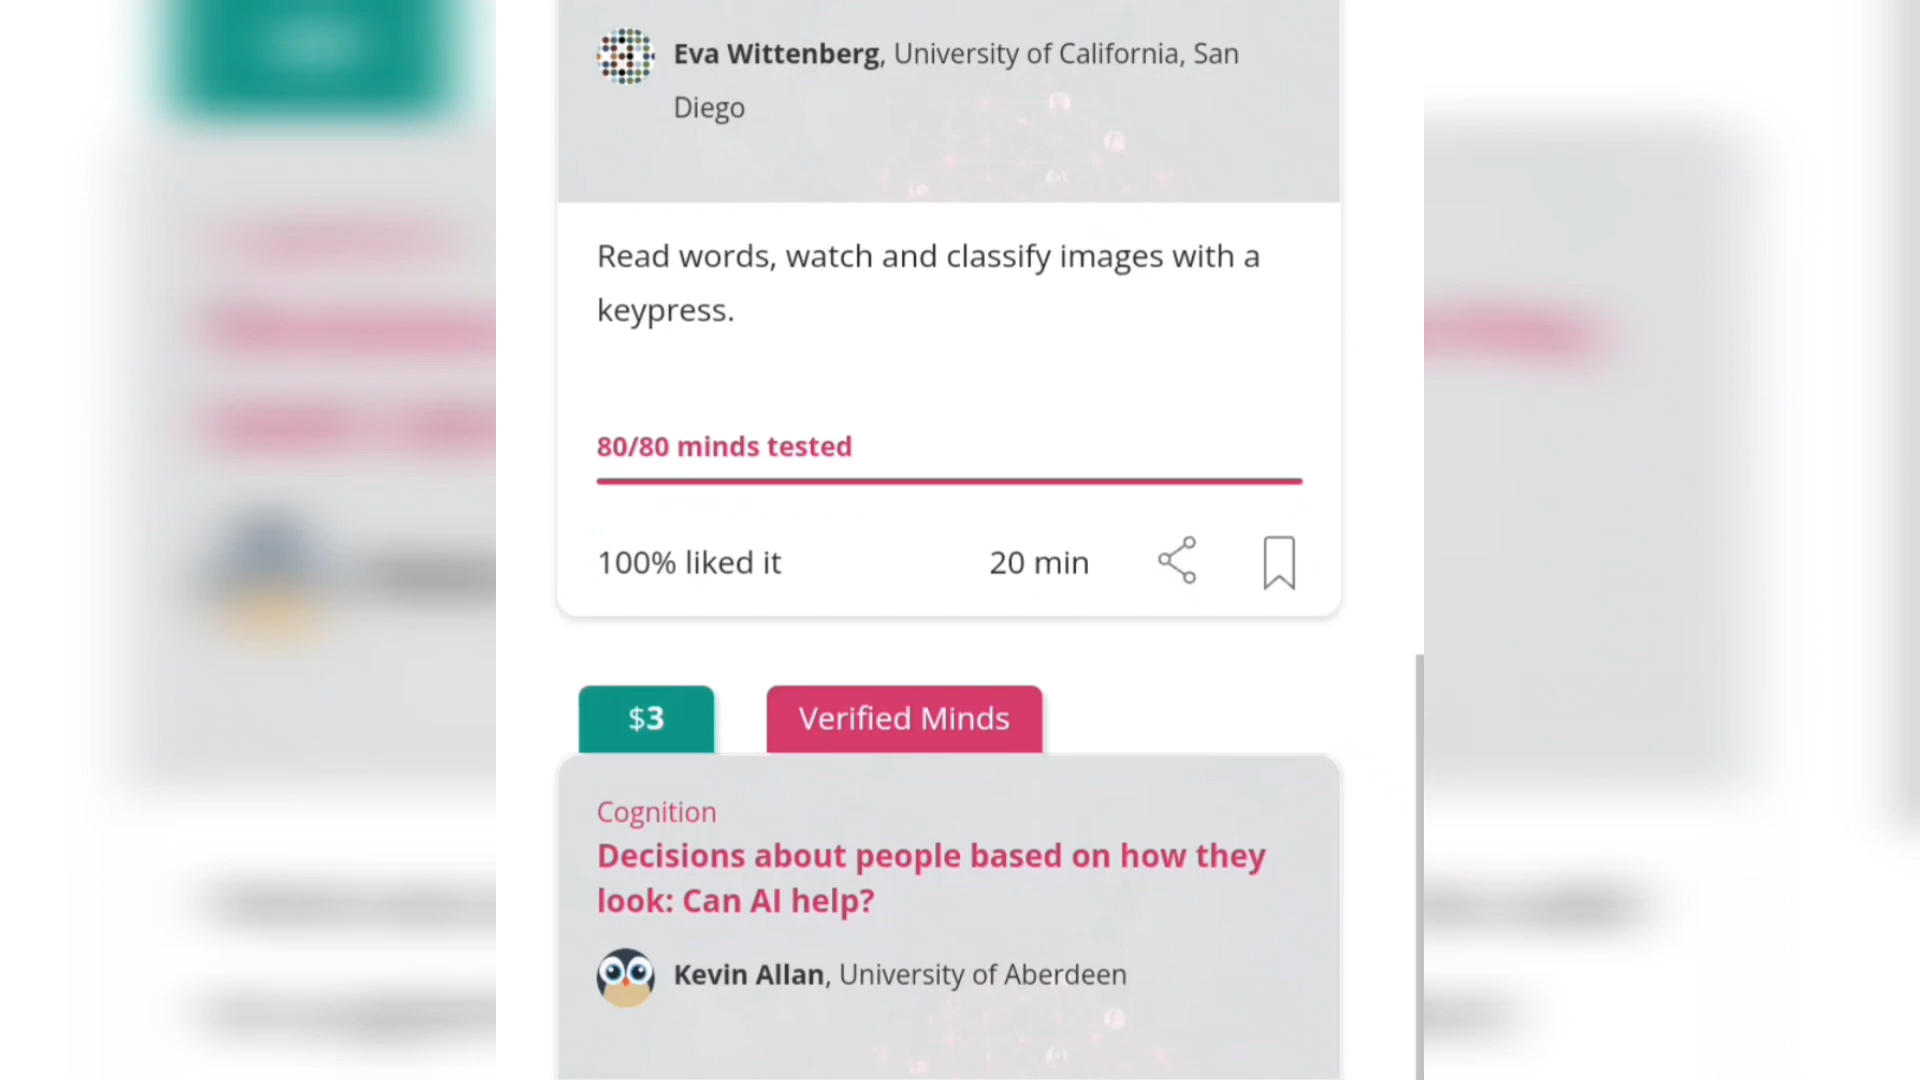 Eva Wittenberg, University of California, San
Diego
Read words, watch and classify images with a
keypress.
80/80 minds tested
100% liked it
20 min
$3
Verified Minds
Cognition
Decisions about people based on how they
look: Can AI help?
Kevin Allan, University of Aberdeen